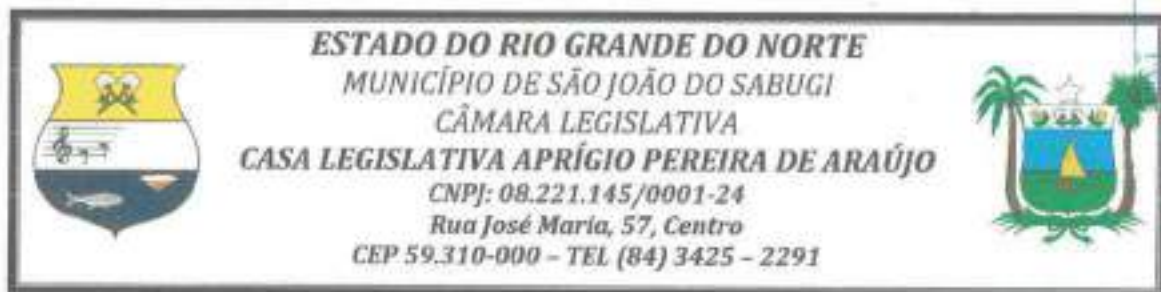 ESTADO DO RIO GRANDE DO NORTE
MUNICÍPIO DE SÃO JOÃO DO SABUGI
CÂMARA LEGISLATIVA
CASA LEGISLATIVA APRÍGIO PEREIRA DE ARAÚJO
CNPJ: 08.221.145/0001-24
Rua José Maria, 57, Centro
CEP 59.310-000 – TEL (84) 3425 – 2291